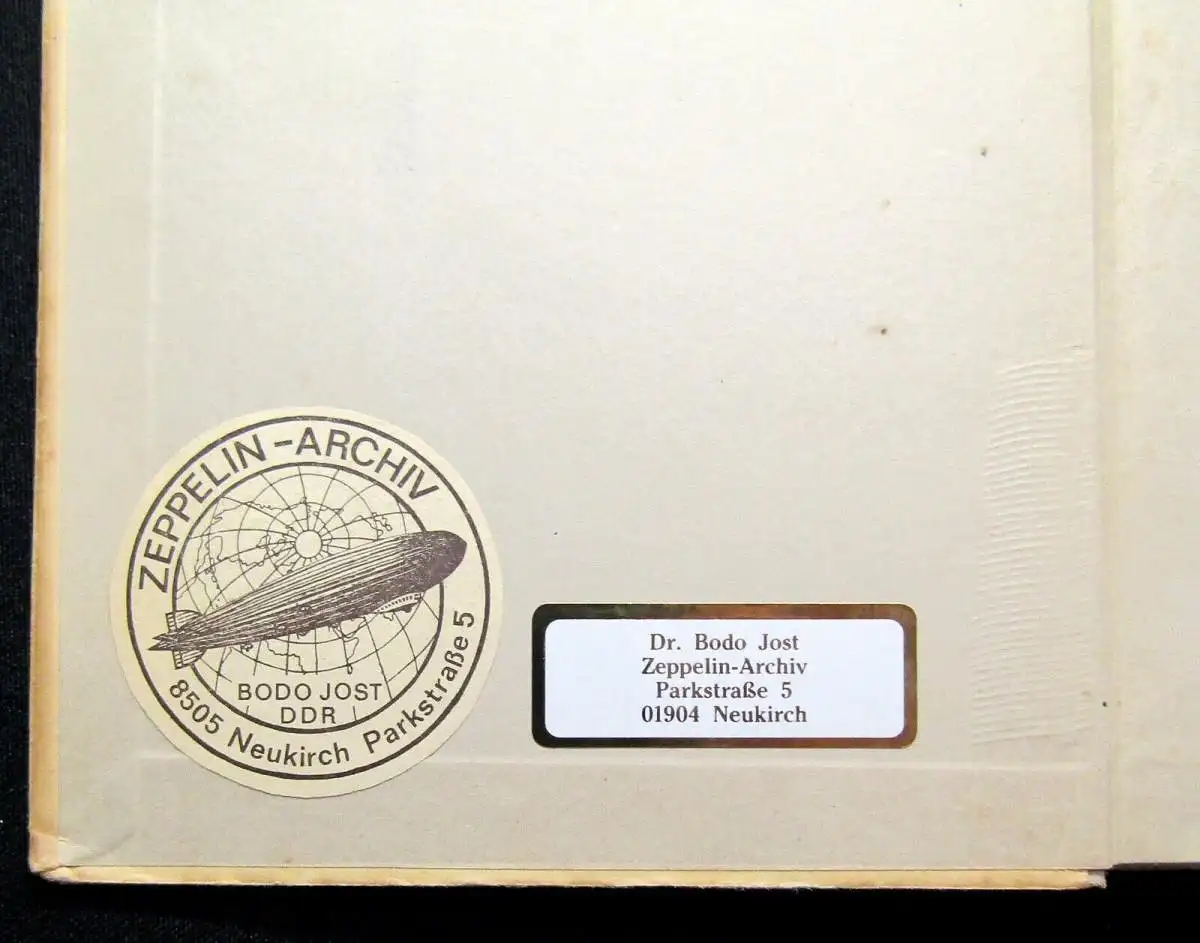 ZEPPELIN-ARCHIV
BODO JOST
DDR
8505 Neukirch Parkstraße 5
Dr. Bodo Jost
Zeppelin-Archiv
Parkstraße 5
01904 Neukirch